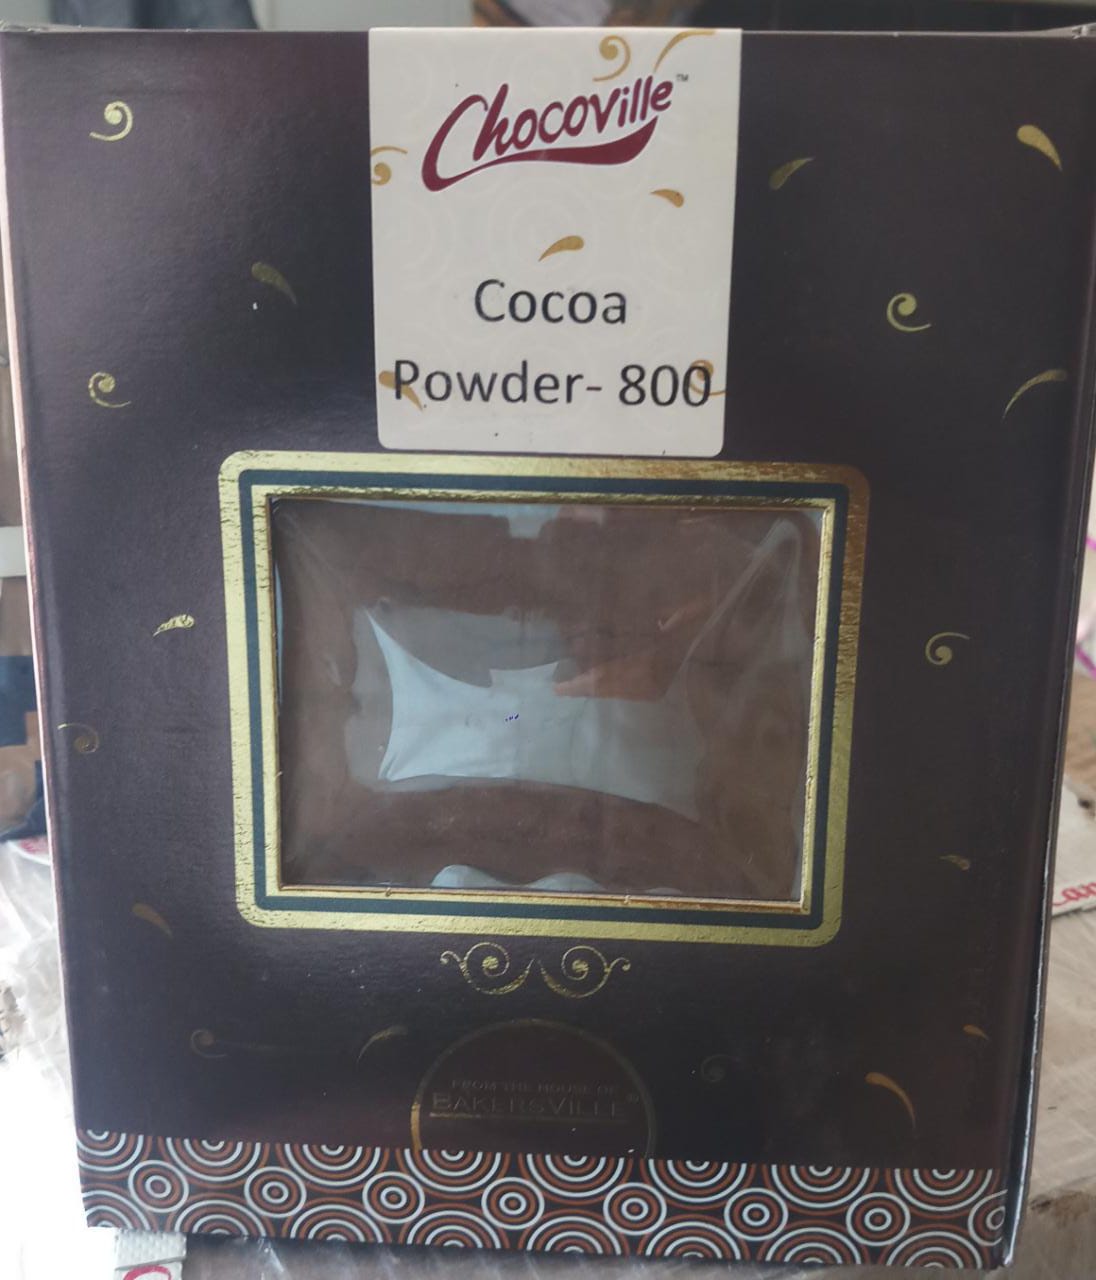 Chocoville™
Cocoa
Powder- 800
FROM THE HOUSE OF
BAKERSVILLE®